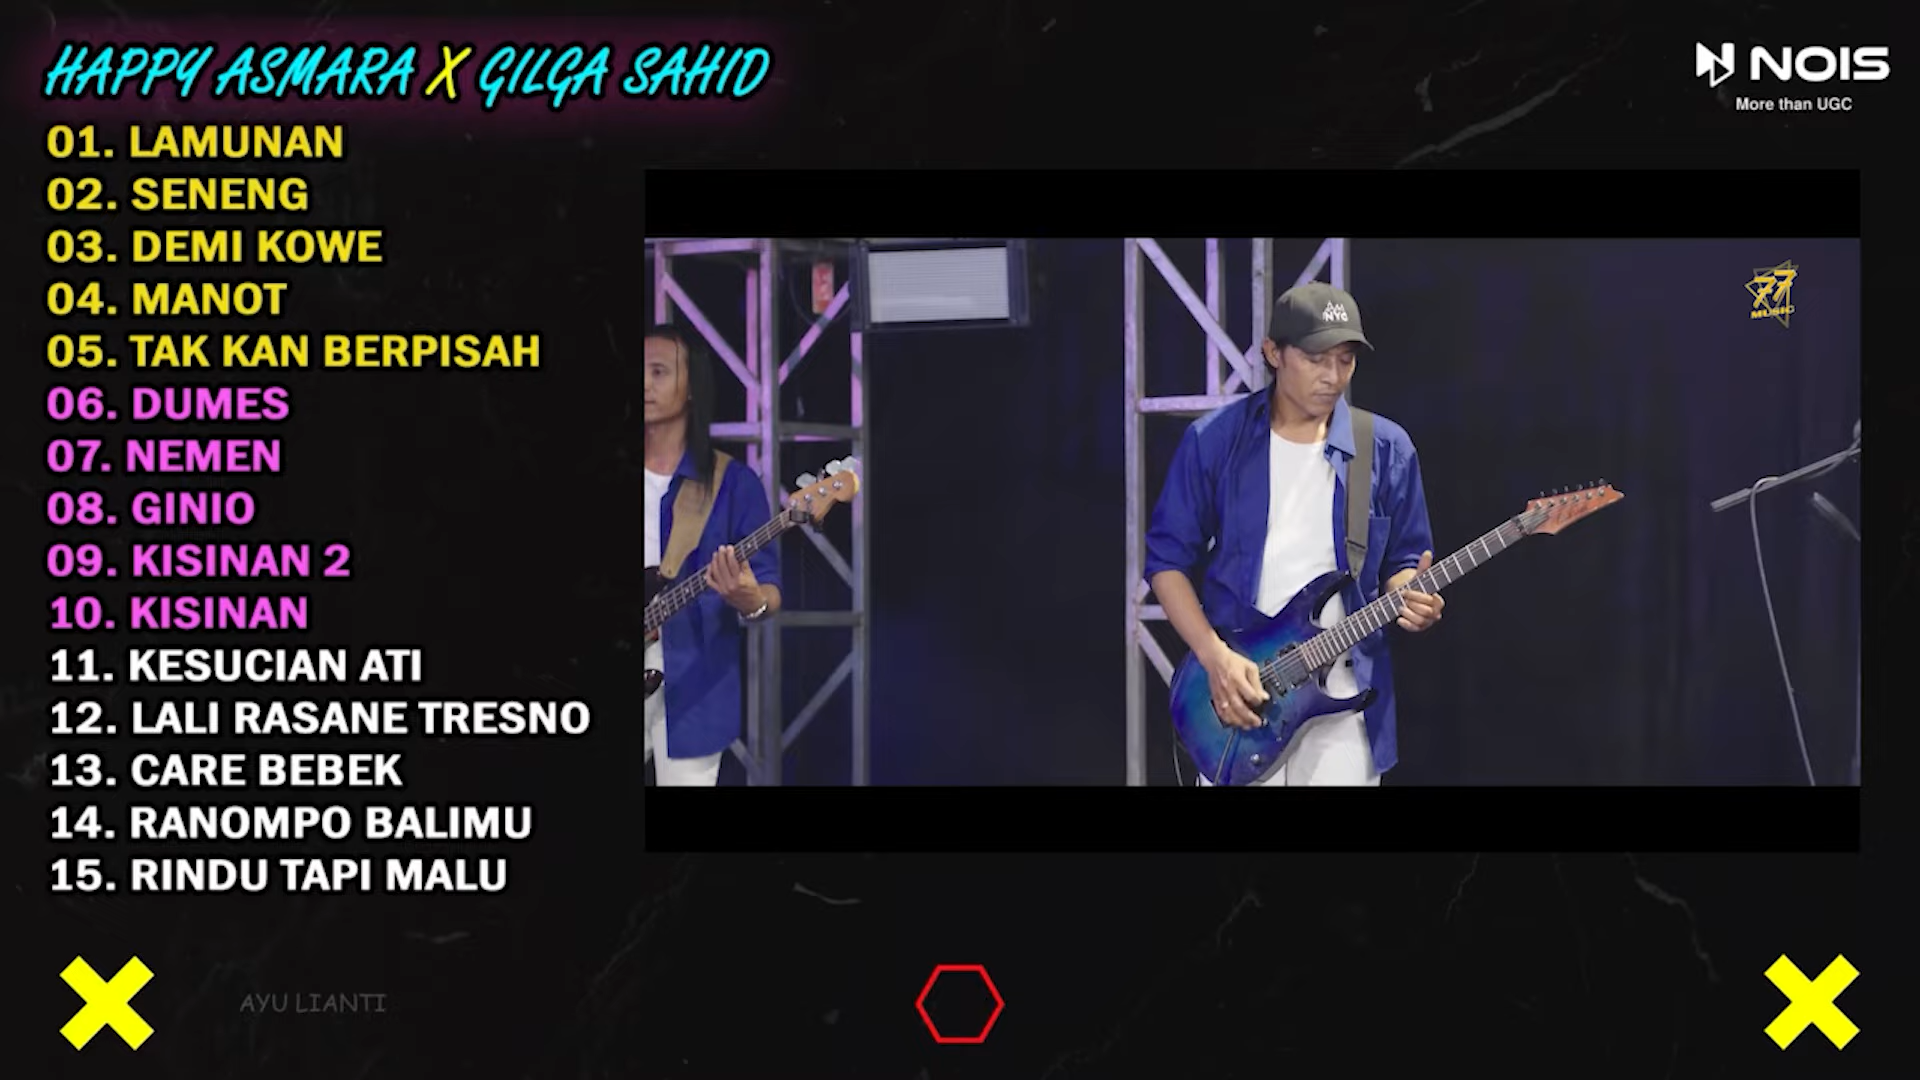 HAPPY ASMARA X GILGA SAHID
NOIS
More than UGC
01. LAMUNAN
02. SENENG
03. DEMI KOWE
04. MANOT
05. TAK KAN BERPISAH
06. DUMES
07. NEMEN
08. GINIO
09. KISINAN 2
10. KISINAN
11. KESUCIAN ATI
12. LALI RASANE TRESNO
13. CARE BEBEK
14. RANOMPO BALIMU
15. RINDU TAPI MALU
77
MUSIC
NYC
AYU LIANTI